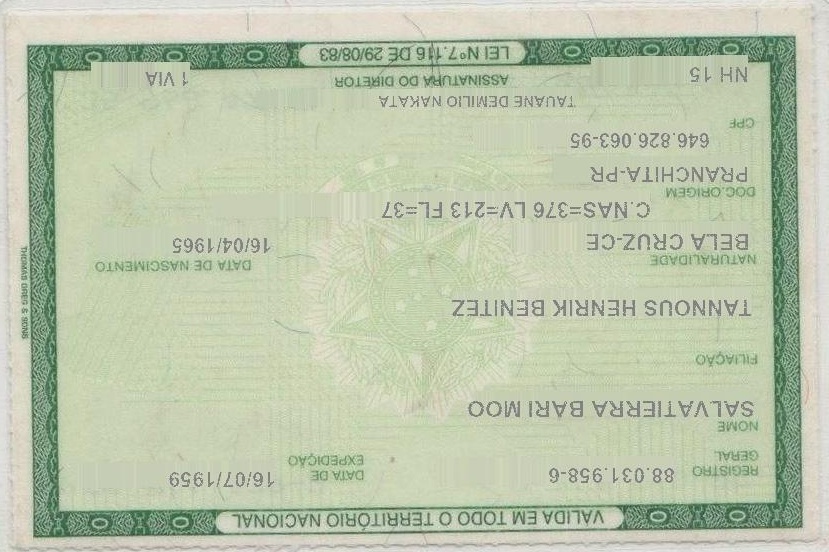 VÁLIDA EM TODO O TERRITÓRIO NACIONAL
REGISTRO GERAL 88.031.958-6 DATA DE EXPEDIÇÃO 16/07/1959
NOME
SALVATIERRA BARI MOO
FILIAÇÃO
TANNOUS HENRIK BENITEZ
NATURALIDADE DATA DE NASCIMENTO
BELA CRUZ-CE 16/04/1965
C.NAS=376 LV=213 FL=37
DOC.ORIGEM
PRANCHITA-PR
646.826.063-95
CPF
TAUANE DEMILIO NAKATA
ASSINATURA DO DIRETOR
NH 15 1 VIA
LEI Nº 7.116 DE 29/08/83
THOMAS GREG & SONS